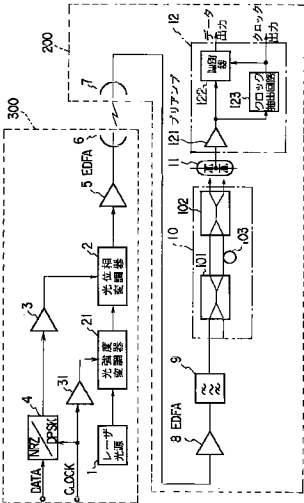 300
DATA
CLOCK
4
NRZ/DPSK
3
31
1
レーザ光源
21
光強度変調器
2
光位相変調器
5 EDFA
6
7
200
8 EDFA
9
10
101
102
103
11
12
プリアンプ
121
122
識別器
123
クロック抽出回路
データ出力
クロック出力